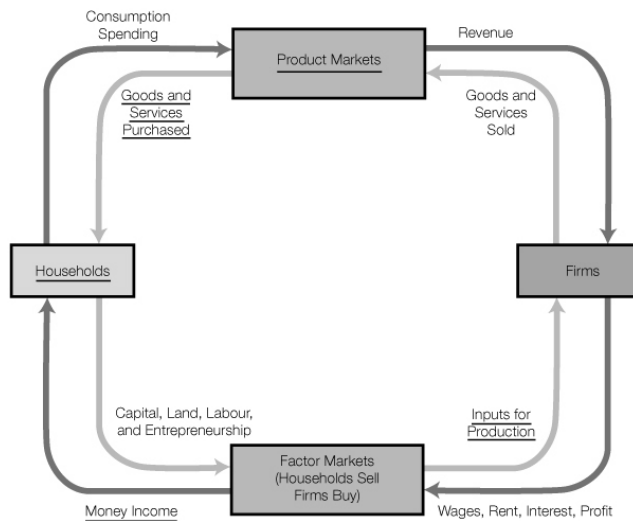 Consumption
Spending
Revenue
Product Markets
Goods and
Services
Purchased
Goods and
Services
Sold
Households
Firms
Capital, Land, Labour,
and Entrepreneurship
Inputs for
Production
Factor Markets
(Households Sell
Firms Buy)
Money Income
Wages, Rent, Interest, Profit